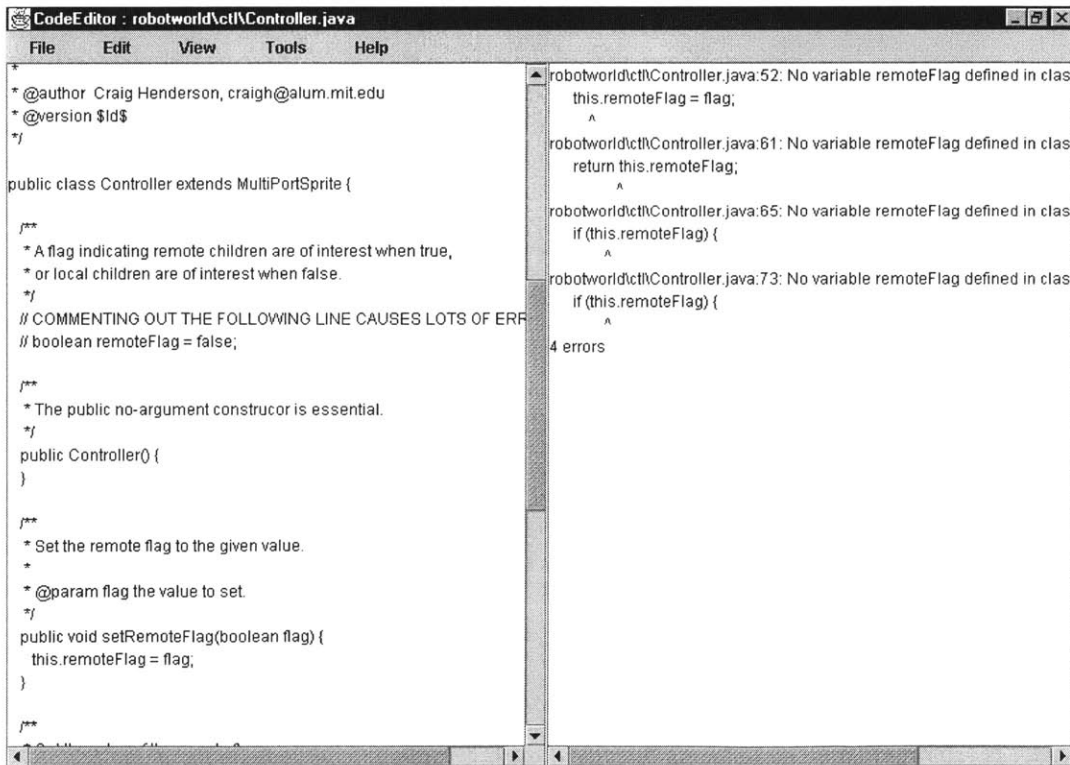 CodeEditor : robotworld\ctl\Controller.java
File Edit View Tools Help
*
* @author Craig Henderson, craigh@alum.mit.edu
* @version $Id$
*/
public class Controller extends MultiPortSprite {
/**
* A flag indicating remote children are of interest when true,
* or local children are of interest when false.
*/
// COMMENTING OUT THE FOLLOWING LINE CAUSES LOTS OF ERR
// boolean remoteFlag = false;
/**
* The public no-argument construcor is essential.
*/
public Controller() {
}
/**
* Set the remote flag to the given value.
*
* @param flag the value to set.
*/
public void setRemoteFlag(boolean flag) {
this.remoteFlag = flag;
}
/**
robotworld\ctl\Controller.java:52: No variable remoteFlag defined in clas
this.remoteFlag = flag;
^
robotworld\ctl\Controller.java:61: No variable remoteFlag defined in clas
return this.remoteFlag;
^
robotworld\ctl\Controller.java:65: No variable remoteFlag defined in clas
if (this.remoteFlag) {
^
robotworld\ctl\Controller.java:73: No variable remoteFlag defined in clas
if (this.remoteFlag) {
^
4 errors